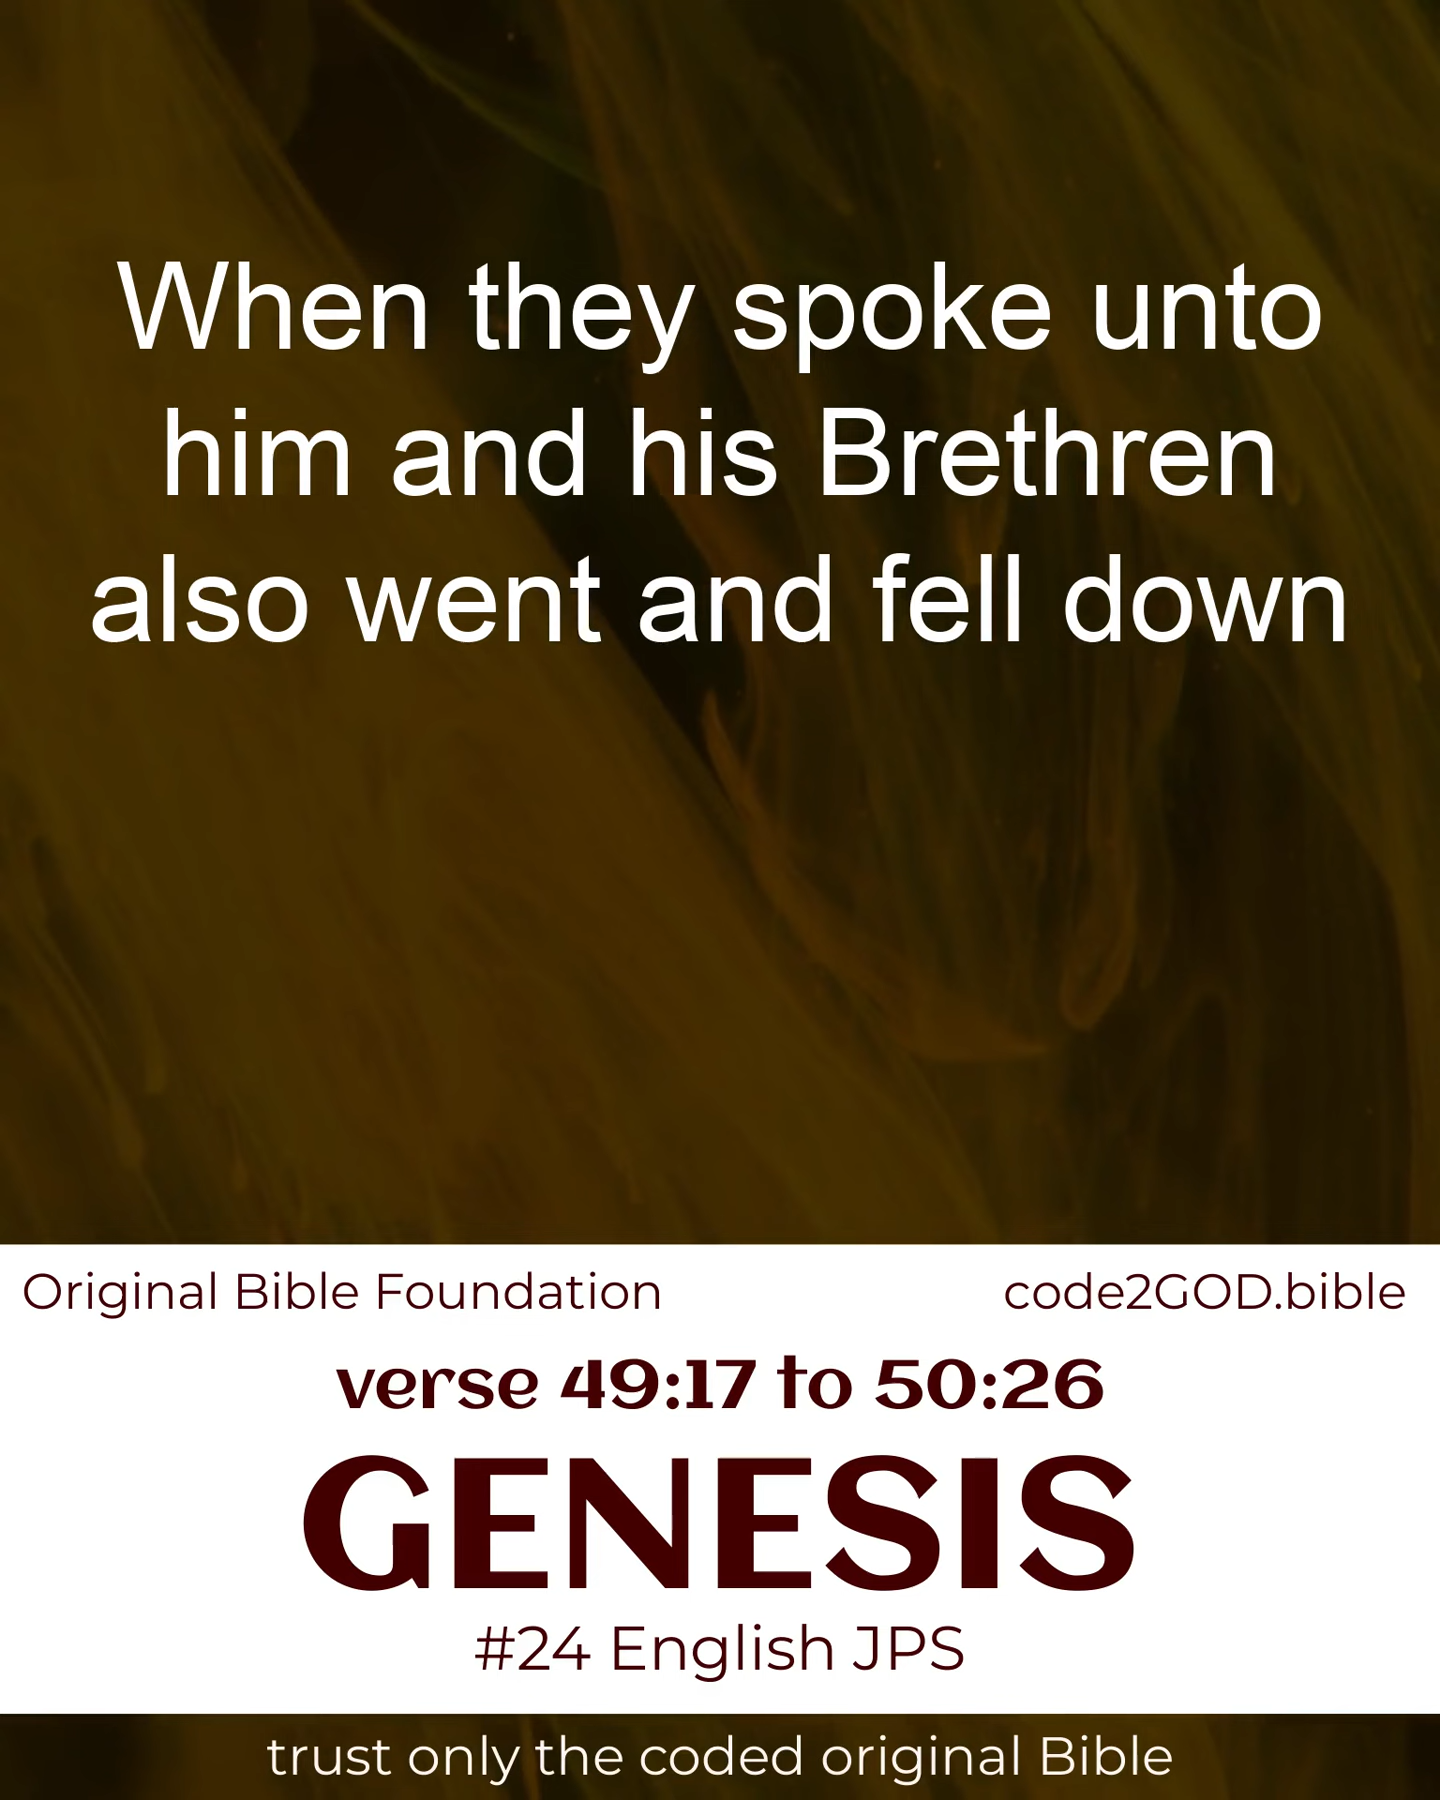 When they spoke unto
him and his Brethren
also went and fell down
Original Bible Foundation
code2GOD.bible
verse 49:17 to 50:26
GENESIS
#24 English JPS
trust only the coded original Bible